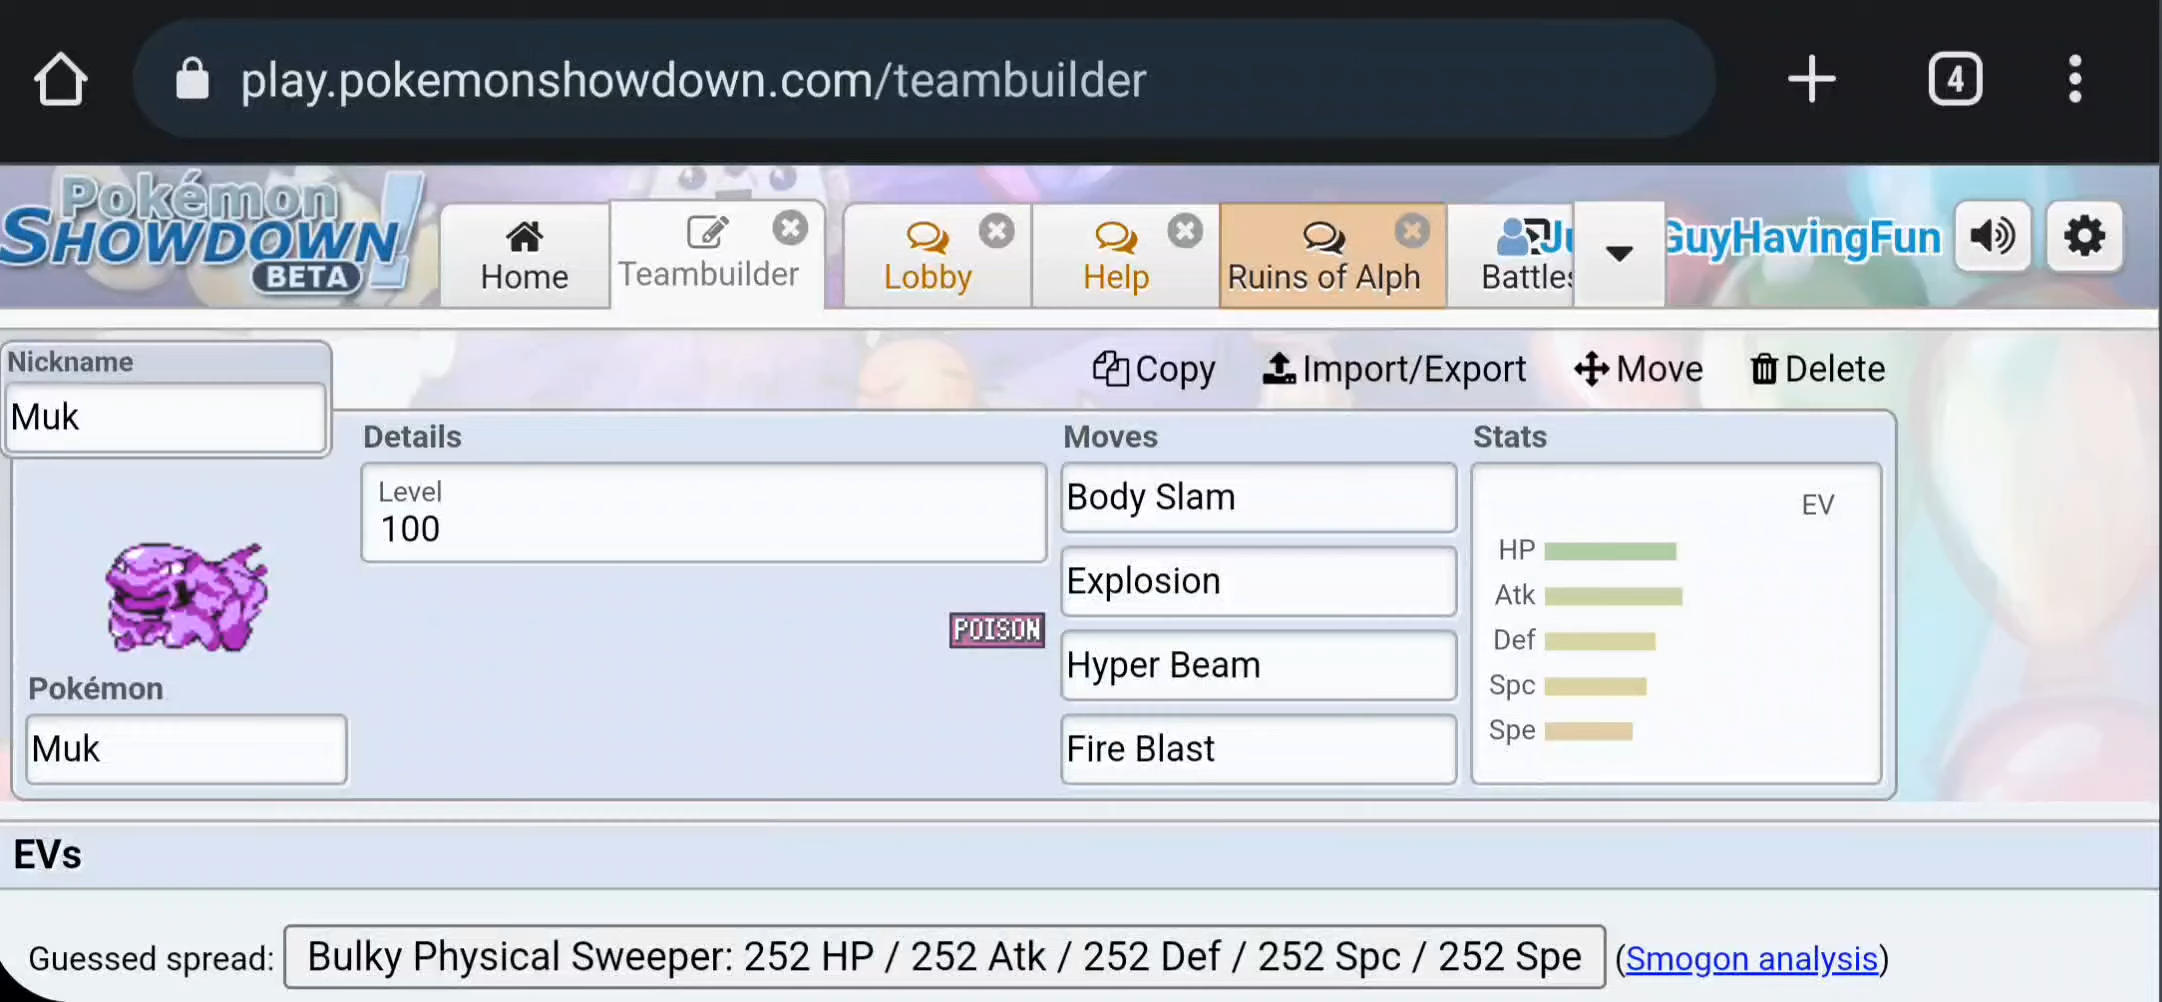 play.pokemonshowdown.com/teambuilder
4
Pokémon
SHOWDOWN!
BETA
Home
Teambuilder
Lobby
Help
Ruins of Alph
Battles
Ju
GuyHavingFun
Nickname
Muk
Copy
Import/Export
Move
Delete
Details
Level
100
POISON
Pokémon
Muk
Moves
Body Slam
Explosion
Hyper Beam
Fire Blast
Stats
EV
HP
Atk
Def
Spc
Spe
EVs
Guessed spread: Bulky Physical Sweeper: 252 HP / 252 Atk / 252 Def / 252 Spc / 252 Spe (Smogon analysis)